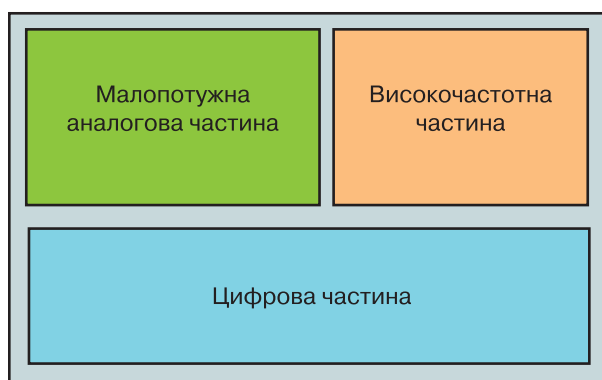 Малопотужна
аналогова частина
Високочастотна
частина
Цифрова частина